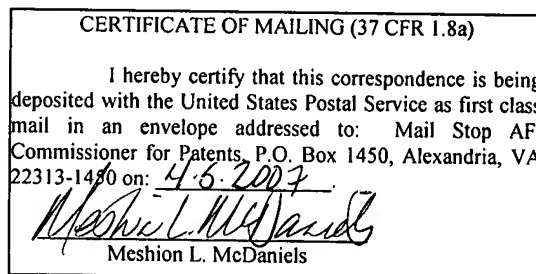 CERTIFICATE OF MAILING (37 CFR 1.8a)
I hereby certify that this correspondence is being
deposited with the United States Postal Service as first class
mail in an envelope addressed to: Mail Stop AF
Commissioner for Patents, P.O. Box 1450, Alexandria, VA
22313-1450 on: 4.5.2007.
Meshin L. McDaniels
Meshion L. McDaniels